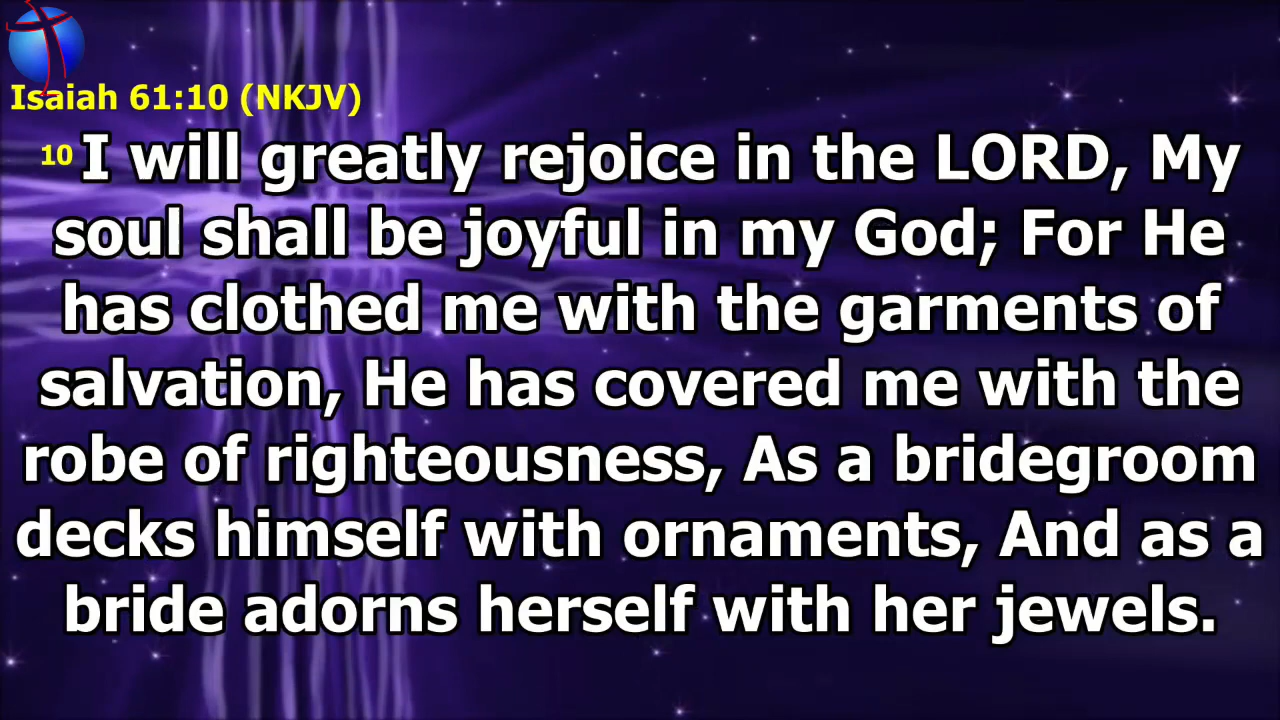 Isaiah 61:10 (NKJV)
10 I will greatly rejoice in the LORD, My
soul shall be joyful in my God; For He
has clothed me with the garments of
salvation, He has covered me with the
robe of righteousness, As a bridegroom
decks himself with ornaments, And as a
bride adorns herself with her jewels.